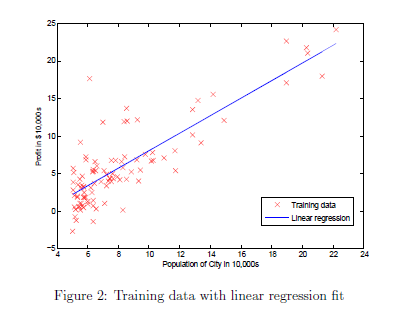 25
20
15
10
5
0
−5
4 6 8 10 12 14 16 18 20 22 24
Profit in $10,000s
Population of City in 10,000s
Training data
Linear regression
Figure 2: Training data with linear regression fit